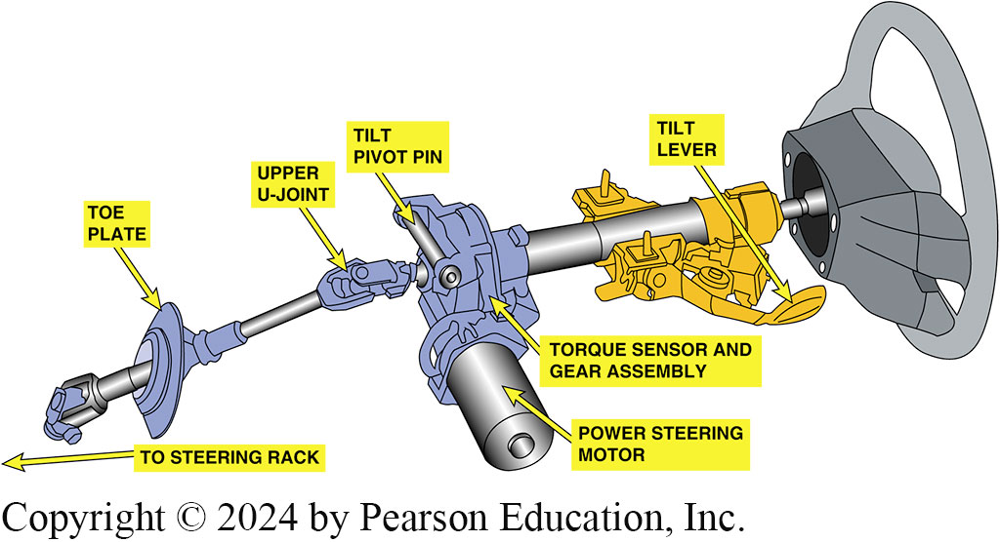 TILT
PIVOT PIN
TILT
LEVER
UPPER
U-JOINT
TOE
PLATE
TORQUE SENSOR AND
GEAR ASSEMBLY
POWER STEERING
MOTOR
TO STEERING RACK
Copyright © 2024 by Pearson Education, Inc.